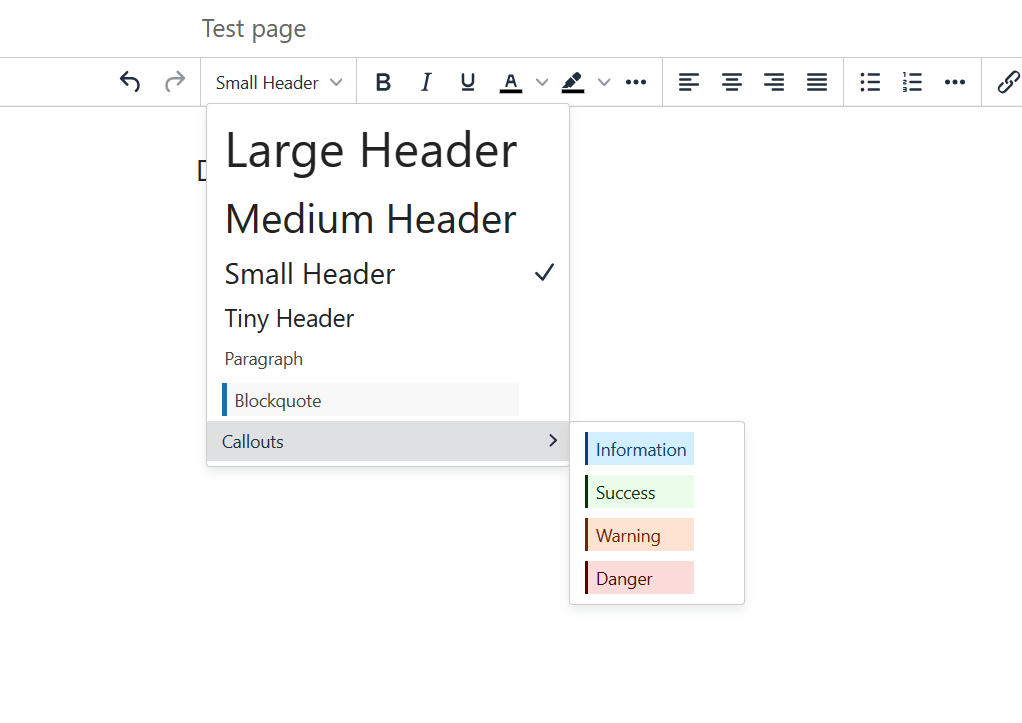 Test page
Small Header
B I U A
Large Header
Medium Header
Small Header
Tiny Header
Paragraph
Blockquote
Callouts
Information
Success
Warning
Danger